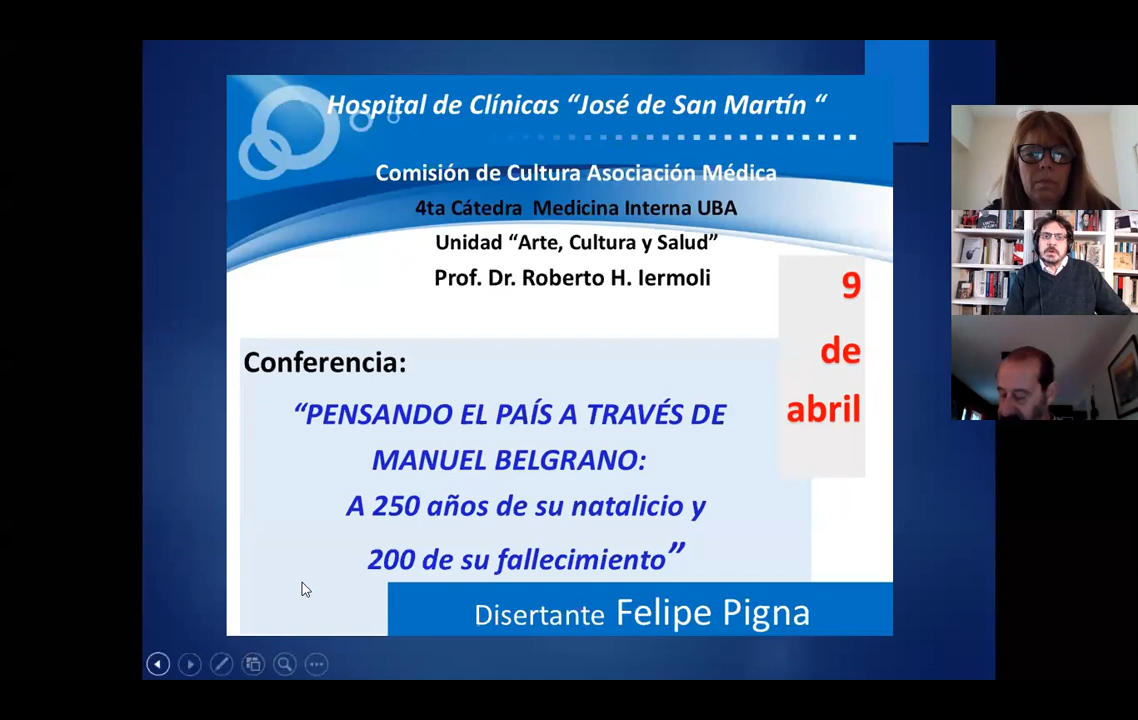 Hospital de Clínicas “José de San Martín “
Comisión de Cultura Asociación Médica
4ta Cátedra Medicina Interna UBA
Unidad “Arte, Cultura y Salud”
Prof. Dr. Roberto H. Iermoli
9
de
abril
Conferencia:
“PENSANDO EL PAÍS A TRAVÉS DE
MANUEL BELGRANO:
A 250 años de su natalicio y
200 de su fallecimiento”
Disertante Felipe Pigna